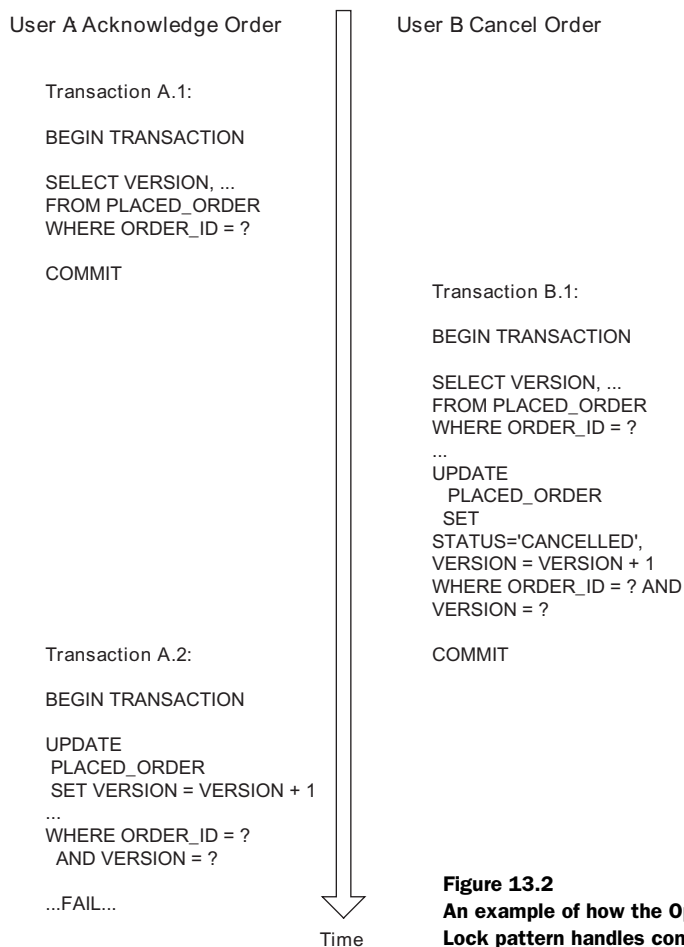 User A: Acknowledge Order
User B: Cancel Order
Transaction A.1:
BEGIN TRANSACTION
SELECT VERSION, ...
FROM PLACED_ORDER
WHERE ORDER_ID = ?
COMMIT
Transaction B.1:
BEGIN TRANSACTION
SELECT VERSION, ...
FROM PLACED_ORDER
WHERE ORDER_ID = ?
...
UPDATE
PLACED_ORDER
SET
STATUS='CANCELLED',
VERSION = VERSION + 1
WHERE ORDER_ID = ? AND
VERSION = ?
COMMIT
Transaction A.2:
BEGIN TRANSACTION
UPDATE
PLACED_ORDER
SET VERSION = VERSION + 1
...
WHERE ORDER_ID = ?
AND VERSION = ?
...FAIL...
Time
Figure 13.2
An example of how the
Lock pattern handles